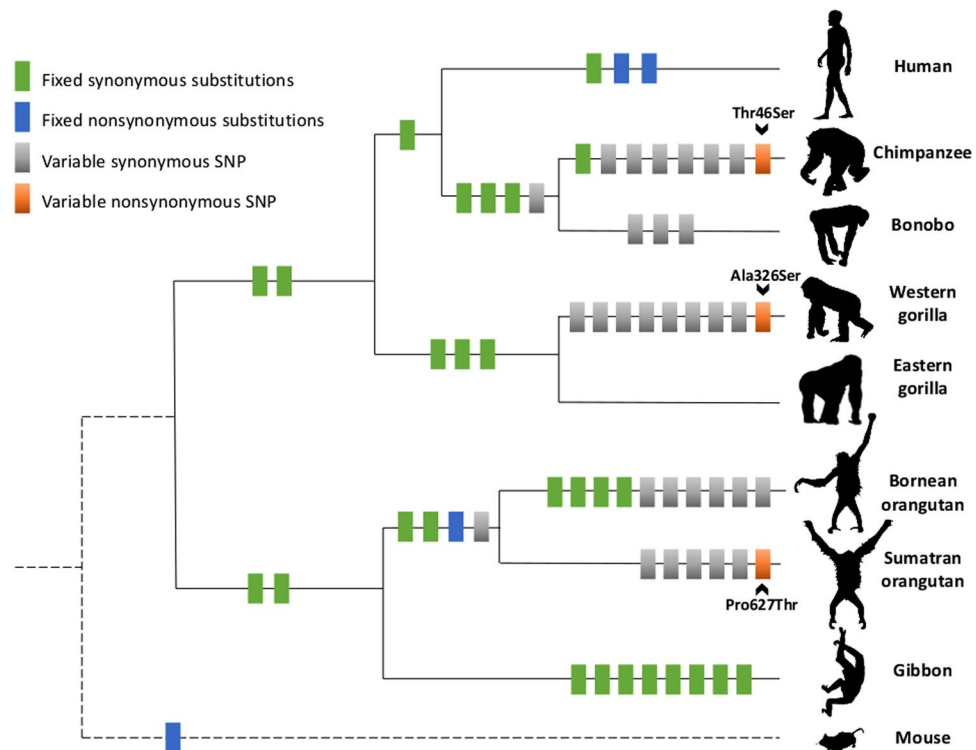 Fixed synonymous substitutions
Fixed nonsynonymous substitutions
Variable synonymous SNP
Variable nonsynonymous SNP
Human
Thr46Ser
Chimpanzee
Bonobo
Ala326Ser
Western
gorilla
Eastern
gorilla
Bornean
orangutan
Sumatran
orangutan
Pro627Thr
Gibbon
Mouse